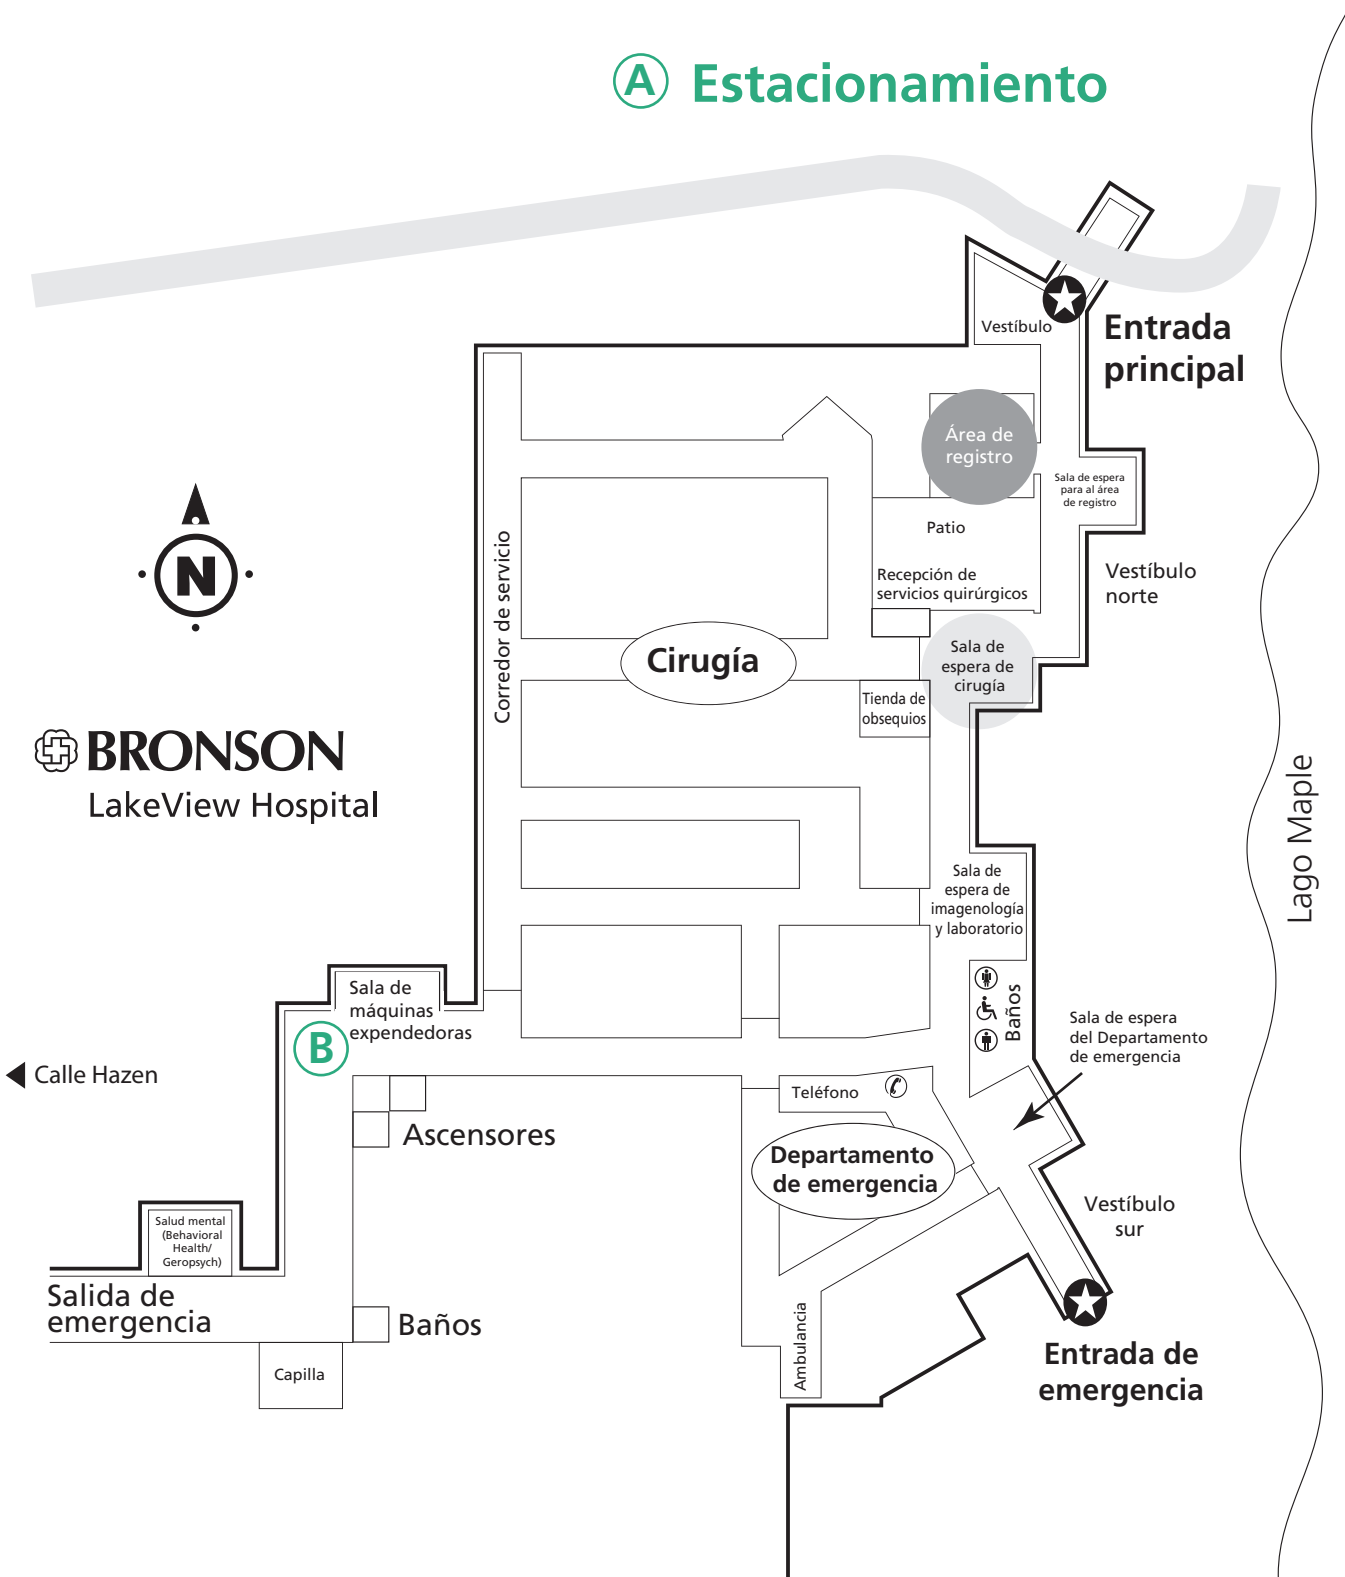 A Estacionamiento
Vestíbulo
Entrada
principal
Área de
registro
Sala de espera
para al área
de registro
Patio
Recepción de
servicios quirúrgicos
Vestíbulo
norte
N
Corredor de servicio
Cirugía
Sala de
espera de
cirugía
Tienda de
obsequios
BRONSON
LakeView Hospital
Lago Maple
Sala de
espera de
imagenología
y laboratorio
Baños
Sala de espera
del Departamento
de emergencia
Sala de
máquinas
expendedoras
B
Calle Hazen
Ascensores
Teléfono
Departamento
de emergencia
Vestíbulo
sur
Salud mental
(Behavioral
Health/
Geropsych)
Salida de
emergencia
Baños
Capilla
Ambulancia
Entrada de
emergencia